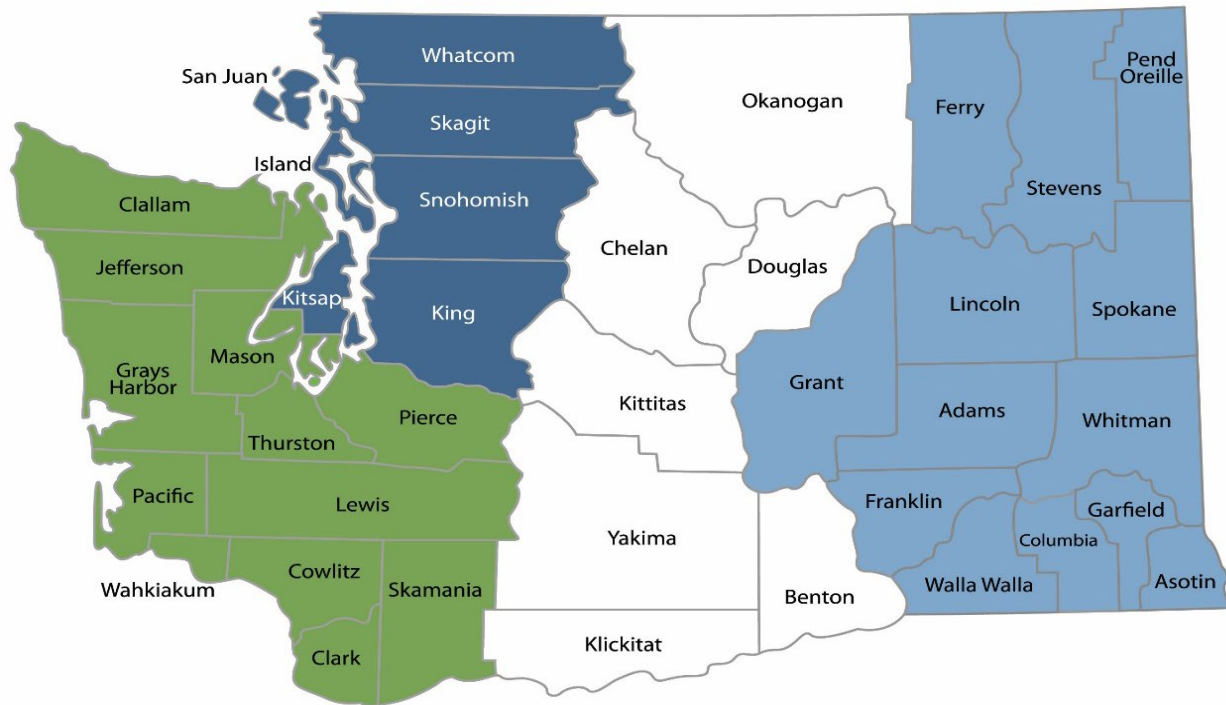 Whatcom
San Juan
Pend
Oreille
Okanogan
Ferry
Skagit
Island
Stevens
Clallam
Snohomish
Chelan
Jefferson
Douglas
Kitsap
Lincoln
Spokane
King
Mason
Grays
Harbor
Grant
Kittitas
Adams
Pierce
Whitman
Thurston
Pacific
Lewis
Franklin
Garfield
Yakima
Columbia
Cowlitz
Wahkiakum
Skamania
Walla Walla
Asotin
Benton
Klickitat
Clark